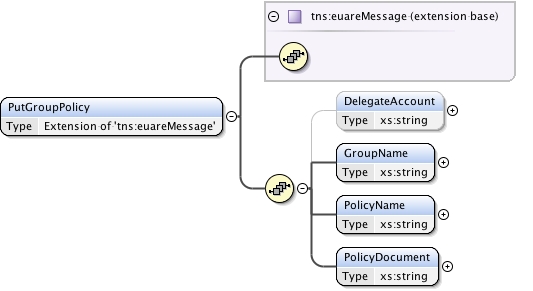 tns:euareMessage (extension base)
PutGroupPolicy
Type Extension of 'tns:euareMessage'
DelegateAccount
Type xs:string
GroupName
Type xs:string
PolicyName
Type xs:string
PolicyDocument
Type xs:string